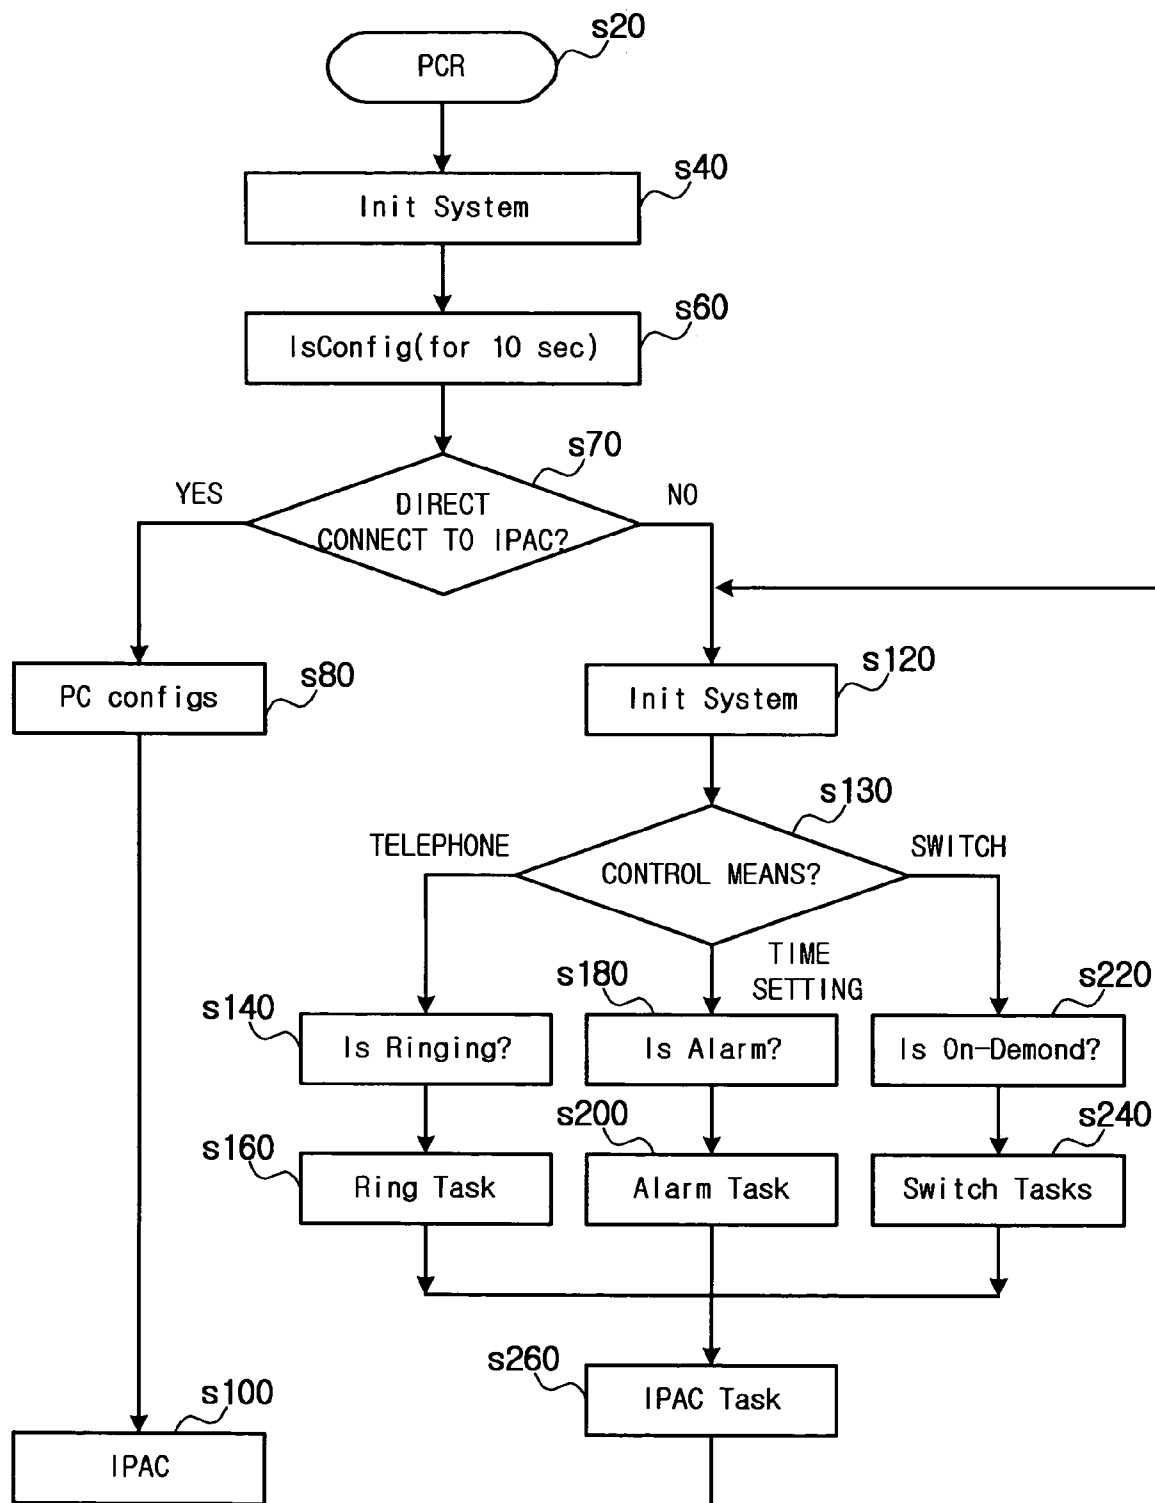 s20
PCR
s40
Init System
s60
IsConfig(for 10 sec)
s70
YES
NO
DIRECT
CONNECT TO IPAC?
s80
PC configs
s120
Init System
s130
TELEPHONE
SWITCH
CONTROL MEANS?
TIME
SETTING
s140
s180
s220
Is Ringing?
Is Alarm?
Is On-Demond?
s160
s200
s240
Ring Task
Alarm Task
Switch Tasks
s260
IPAC Task
s100
IPAC